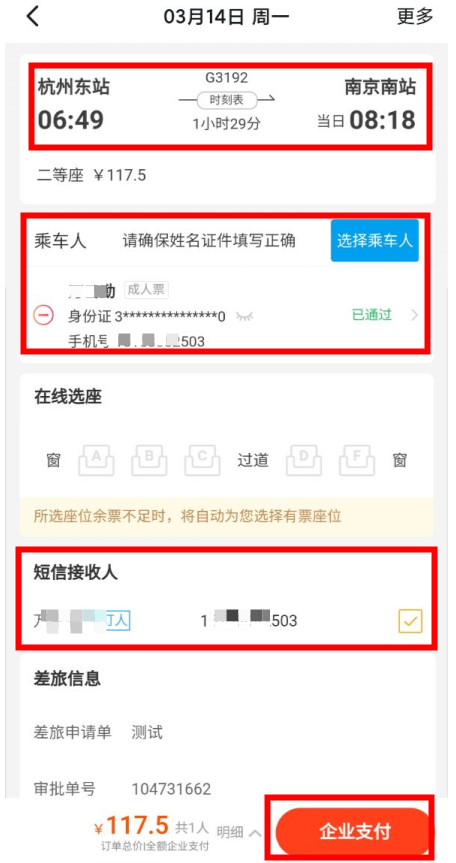 03月14日 周一
更多
杭州东站
G3192
南京南站
06:49
时刻表
当日 08:18
1小时29分
二等座 ￥117.5
乘车人 请确保姓名证件填写正确 选择乘车人
勋 成人票
身份证 3***************0
已通过
手机号 503
在线选座
窗 A B C 过道 D F 窗
所选座位余票不足时，将自动为您选择有票座位
短信接收人
订人 1 503
差旅信息
差旅申请单 测试
审批单号 104731662
￥117.5 共1人 明细
订单总价|全额企业支付
企业支付